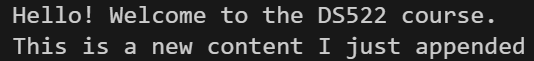 Hello! Welcome to the DS522 course.
This is a new content I just appended